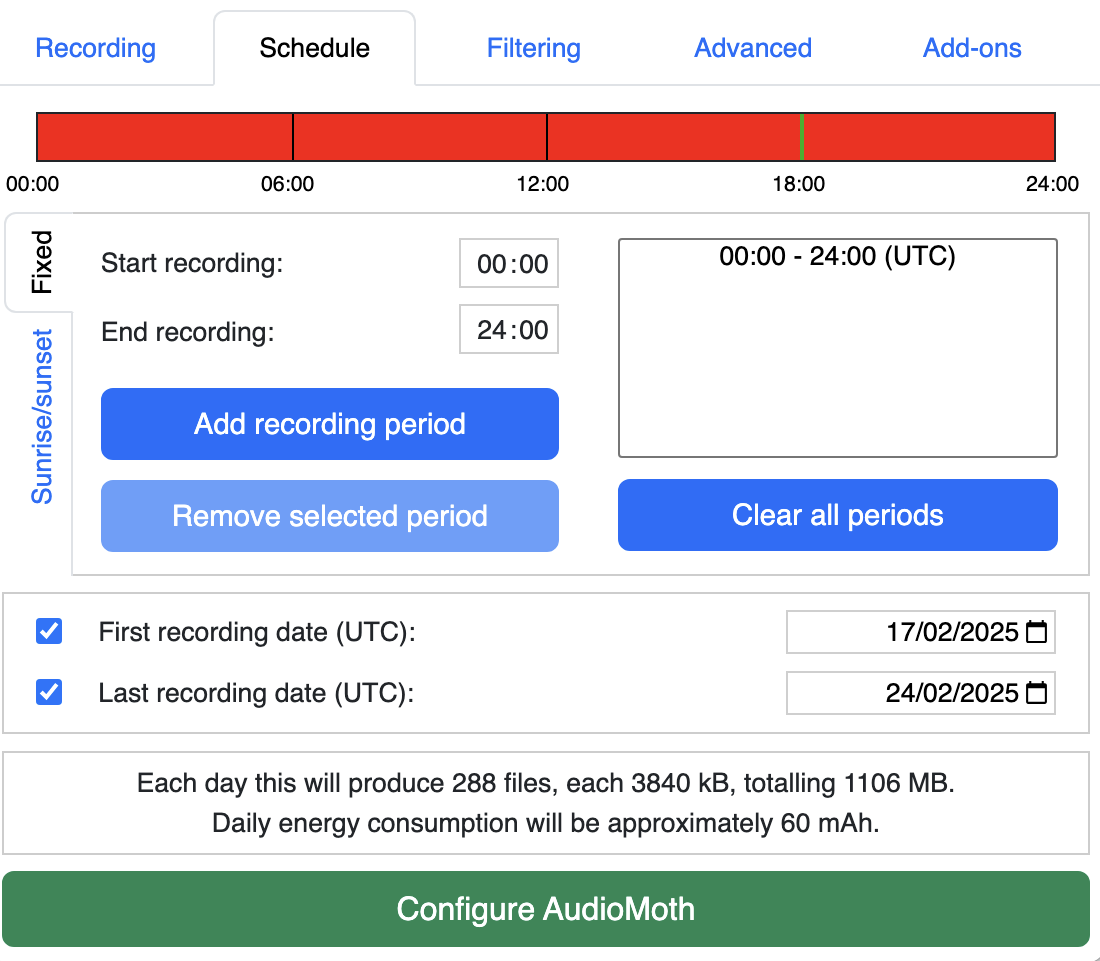 Recording Schedule Filtering Advanced Add-ons
00:00 06:00 12:00 18:00 24:00
Fixed
Sunrise/sunset
Start recording: 00:00
End recording: 24:00
Add recording period
Remove selected period
00:00 - 24:00 (UTC)
Clear all periods
First recording date (UTC): 17/02/2025
Last recording date (UTC): 24/02/2025
Each day this will produce 288 files, each 3840 kB, totalling 1106 MB.
Daily energy consumption will be approximately 60 mAh.
Configure AudioMoth